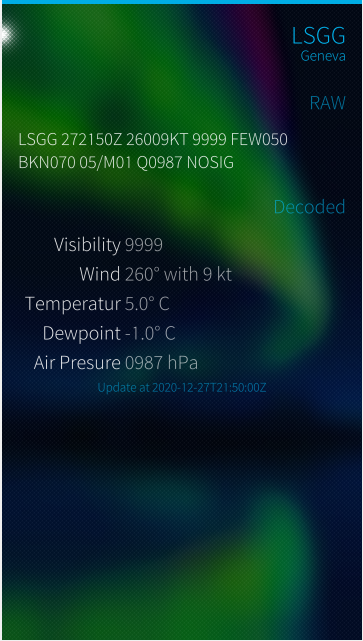 LSGG
Geneva
RAW
LSGG 272150Z 26009KT 9999 FEW050
BKN070 05/M01 Q0987 NOSIG
Decoded
Visibility 9999
Wind 260° with 9 kt
Temperatur 5.0° C
Dewpoint -1.0° C
Air Presure 0987 hPa
Update at 2020-12-27T21:50:00Z